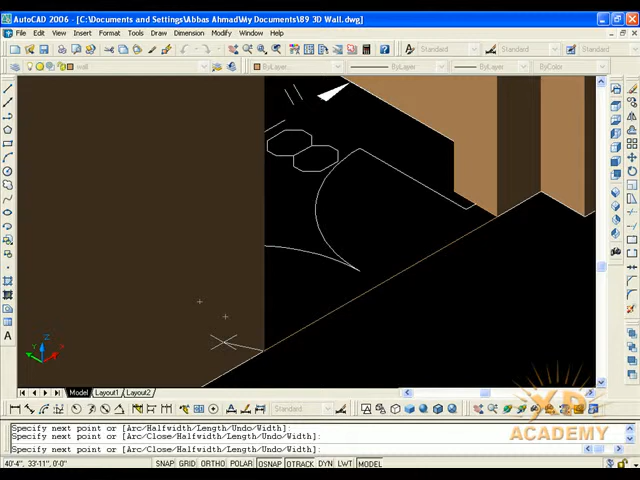 AutoCAD 2006 - [C:\Documents and Settings\Abbas Ahmad\My Documents\89 3D Wall.dwg]
File Edit View Insert Format Tools Draw Dimension Modify Window Help
Standard Standard Standard
wall ByLayer ByLayer ByColor
Z
X
Y
Model Layout1 Layout2
Standard
XD
ACADEMY
Specify next point or [Arc/Halfwidth/Length/Undo/Width]:
Specify next point or [Arc/Close/Halfwidth/Length/Undo/Width]:
Specify next point or [Arc/Close/Halfwidth/Length/Undo/Width]:
40'-4", 33'-11", 0'-0" SNAP GRID ORTHO POLAR OSNAP OTRACK DYN LWT MODEL